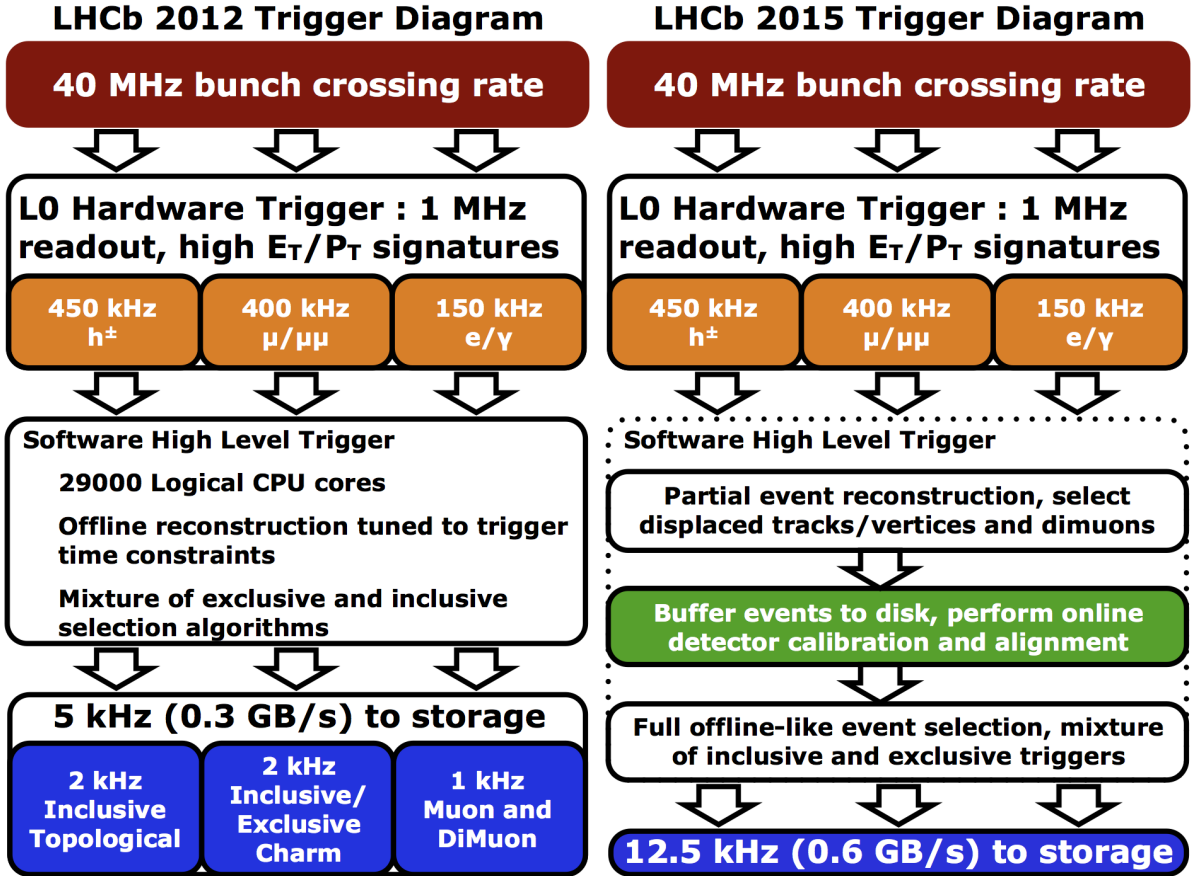 LHCb 2012 Trigger Diagram
40 MHz bunch crossing rate
L0 Hardware Trigger : 1 MHz
readout, high E_T/P_T signatures
450 kHz
h±
400 kHz
μ/μμ
150 kHz
e/γ
Software High Level Trigger
29000 Logical CPU cores
Offline reconstruction tuned to trigger
time constraints
Mixture of exclusive and inclusive
selection algorithms
5 kHz (0.3 GB/s) to storage
2 kHz
Inclusive
Topological
2 kHz
Inclusive/
Exclusive
Charm
1 kHz
Muon and
DiMuon
LHCb 2015 Trigger Diagram
40 MHz bunch crossing rate
L0 Hardware Trigger : 1 MHz
readout, high E_T/P_T signatures
450 kHz
h±
400 kHz
μ/μμ
150 kHz
e/γ
Software High Level Trigger
Partial event reconstruction, select
displaced tracks/vertices and dimuons
Buffer events to disk, perform online
detector calibration and alignment
Full offline-like event selection, mixture
of inclusive and exclusive triggers
12.5 kHz (0.6 GB/s) to storage